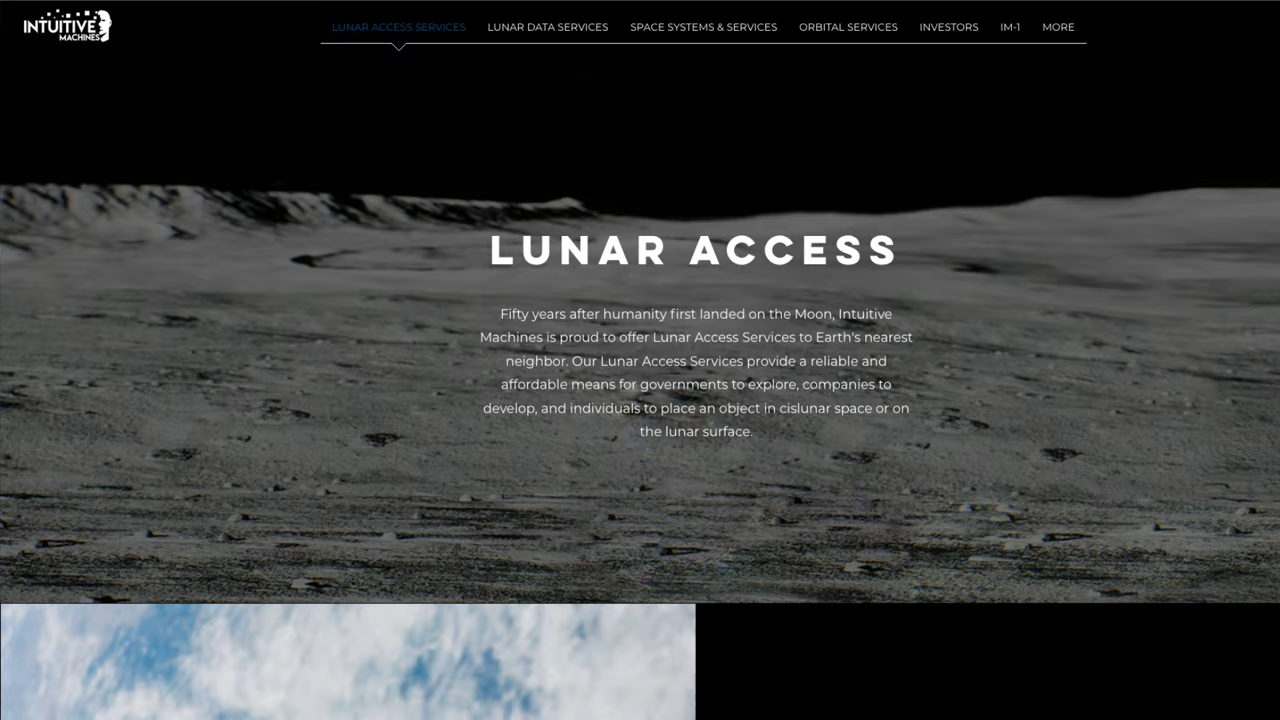 INTUITIVE
MACHINES
LUNAR ACCESS SERVICES
LUNAR DATA SERVICES
SPACE SYSTEMS & SERVICES
ORBITAL SERVICES
INVESTORS
IM-1
MORE
LUNAR ACCESS
Fifty years after humanity first landed on the Moon, Intuitive
Machines is proud to offer Lunar Access Services to Earth's nearest
neighbor. Our Lunar Access Services provide a reliable and
affordable means for governments to explore, companies to
develop, and individuals to place an object in cislunar space or on
the lunar surface.